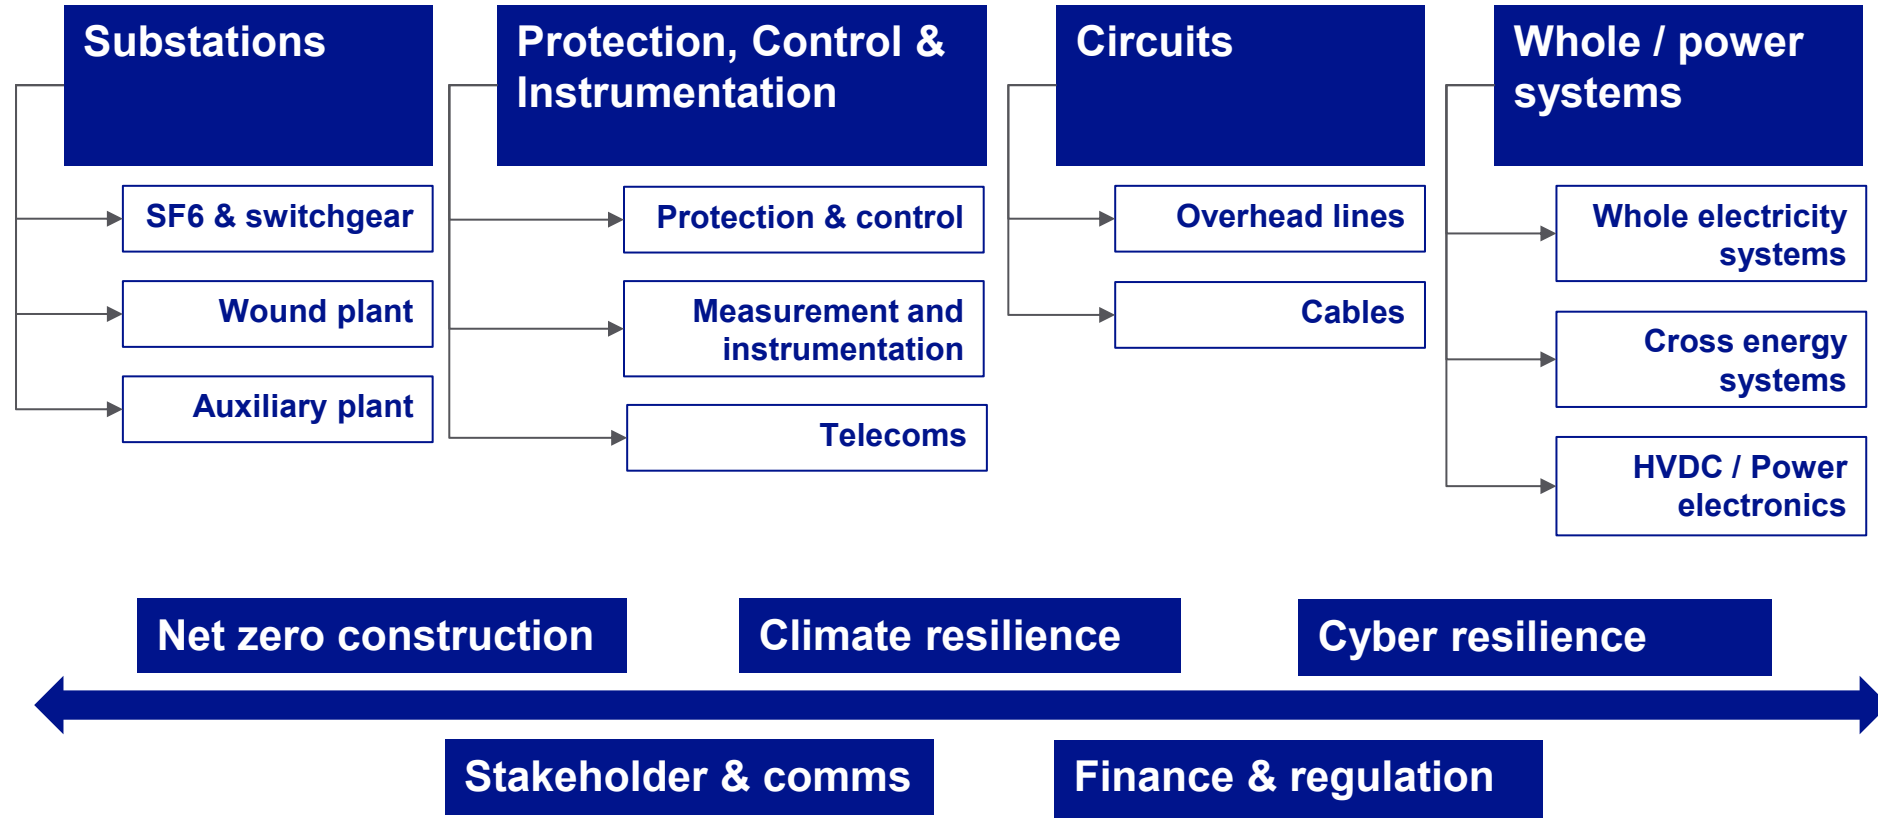 Substations
SF6 & switchgear
Wound plant
Auxiliary plant
Protection, Control &
Instrumentation
Protection & control
Measurement and
instrumentation
Telecoms
Circuits
Overhead lines
Cables
Whole / power
systems
Whole electricity
systems
Cross energy
systems
HVDC / Power
electronics
Net zero construction
Climate resilience
Cyber resilience
Stakeholder & comms
Finance & regulation